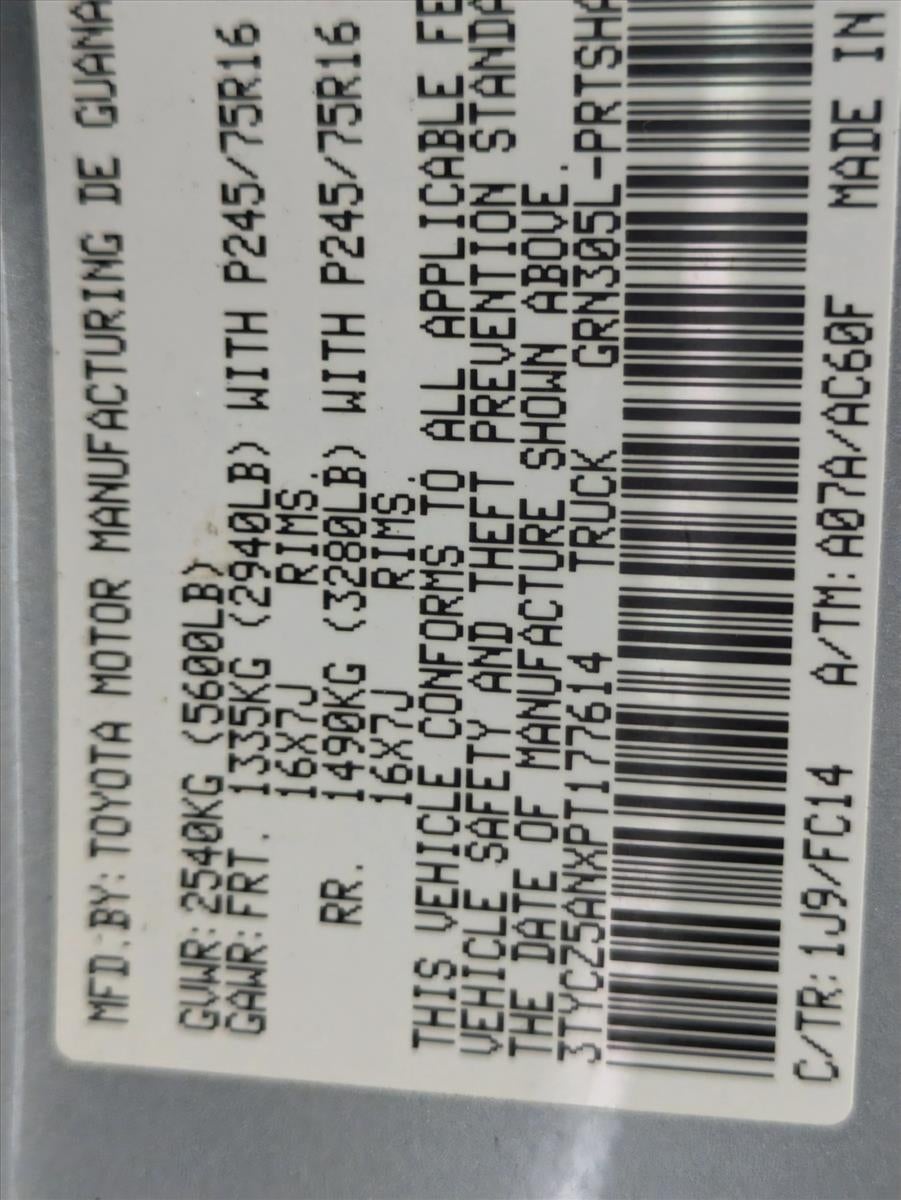 MFD.BY:TOYOTA MOTOR MANUFACTURING DE GUANA
GVWR:2540KG (5600LB)
GAWR:FRT. 1335KG (2940LB) WITH P245/75R16
16X7J RIMS.
RR. 1490KG (3280LB) WITH P245/75R16
16X7J RIMS.
THIS VEHICLE CONFORMS TO ALL APPLICABLE FE
VEHICLE SAFETY AND THEFT PREVENTION STANDA
THE DATE OF MANUFACTURE SHOWN ABOVE.
3TYCZ5ANXPT177614 TRUCK GRN305L-PRTSHA
C/TR:1J9/FC14 A/TM:A07A/AC60F MADE IN